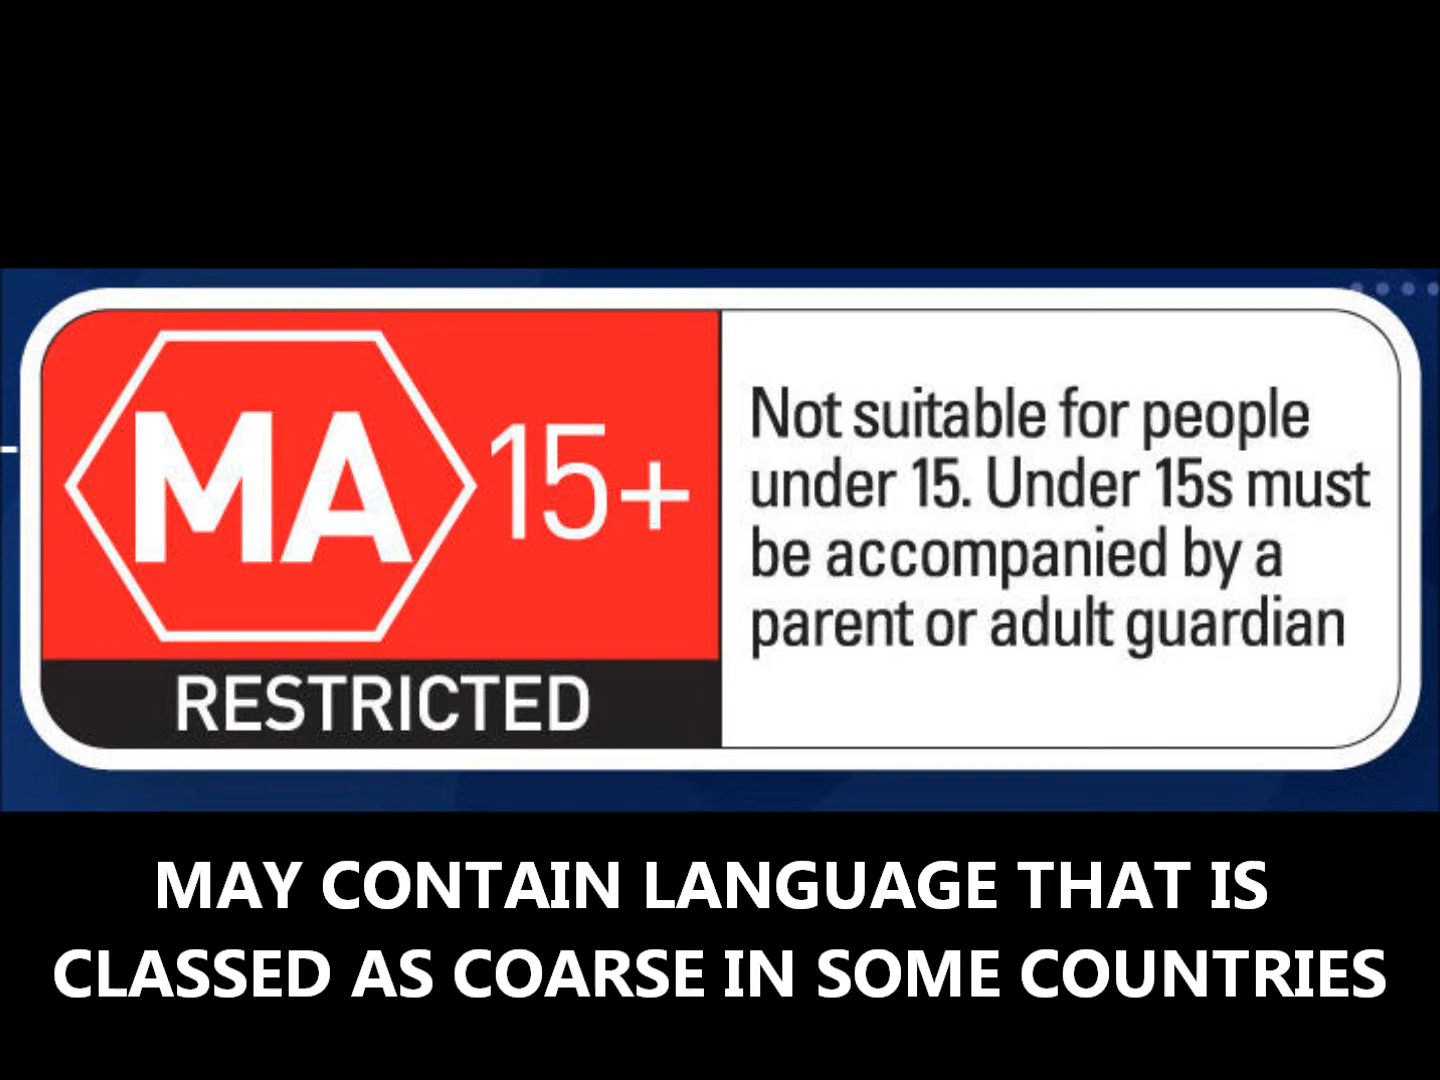 MA 15+
RESTRICTED
Not suitable for people
under 15. Under 15s must
be accompanied by a
parent or adult guardian
MAY CONTAIN LANGUAGE THAT IS
CLASSED AS COARSE IN SOME COUNTRIES